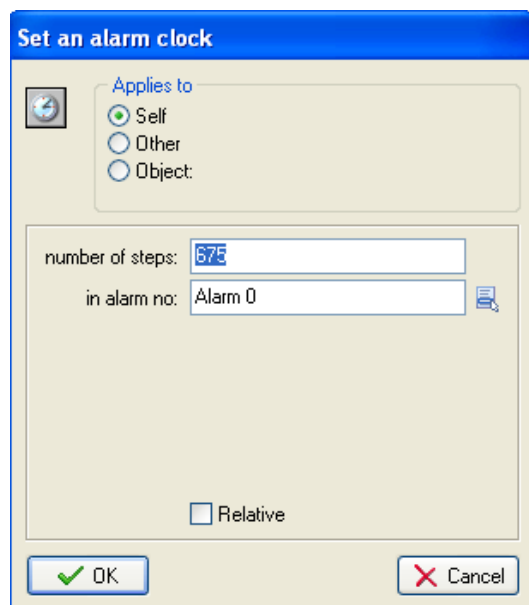 Set an alarm clock
Applies to
Self
Other
Object:
number of steps: 675
in alarm no: Alarm 0
Relative
OK Cancel